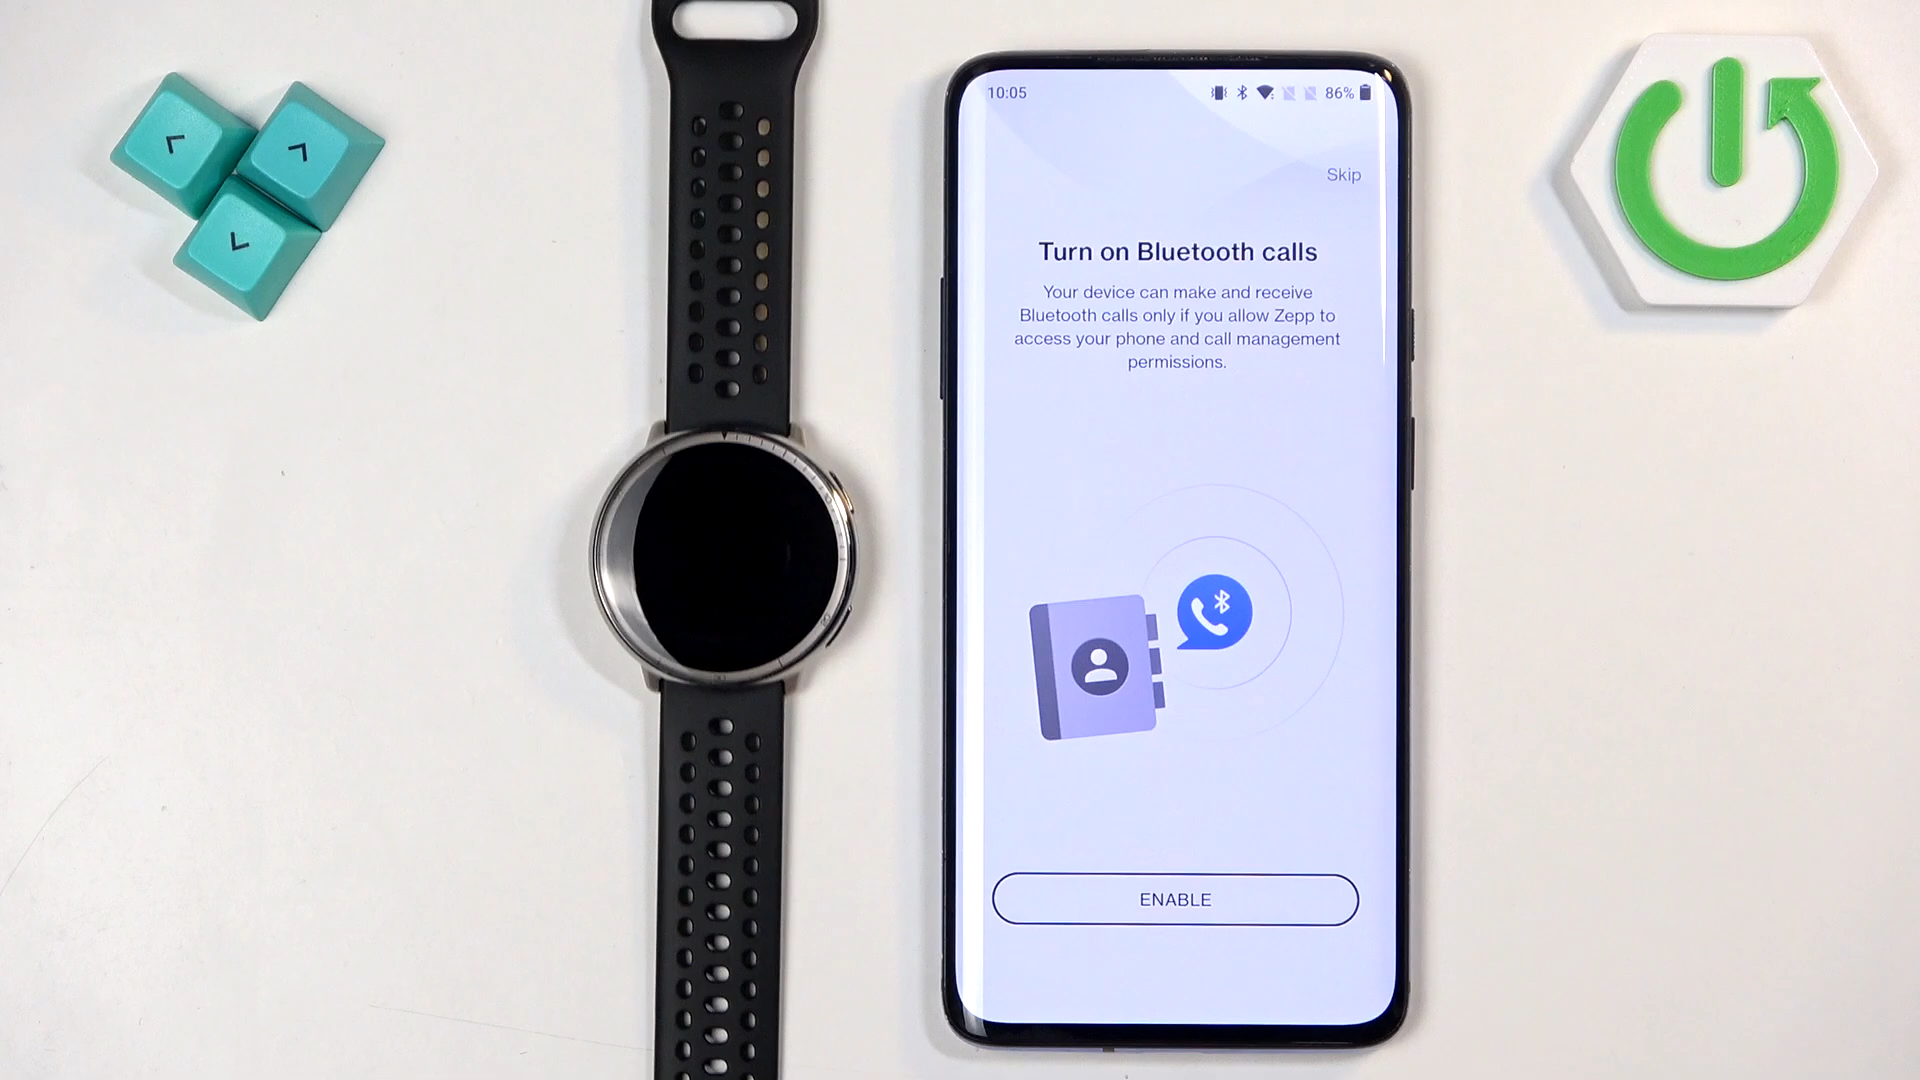 10:05
86%
Skip
Turn on Bluetooth calls
Your device can make and receive
Bluetooth calls only if you allow Zepp to
access your phone and call management
permissions.
ENABLE